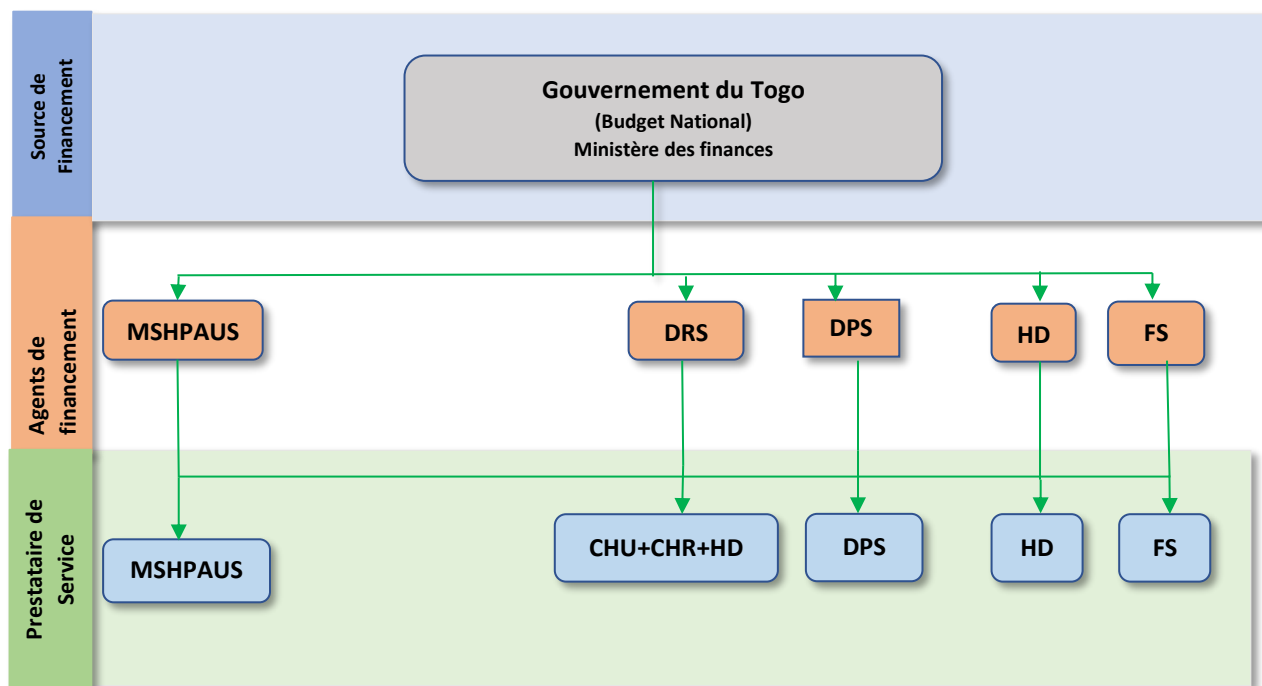 Source de
Financement
Gouvernement du Togo
(Budget National)
Ministère des finances
Agents de
financement
MSHPAUS
DRS
DPS
HD
FS
Prestataire de
Service
MSHPAUS
CHU+CHR+HD
DPS
HD
FS